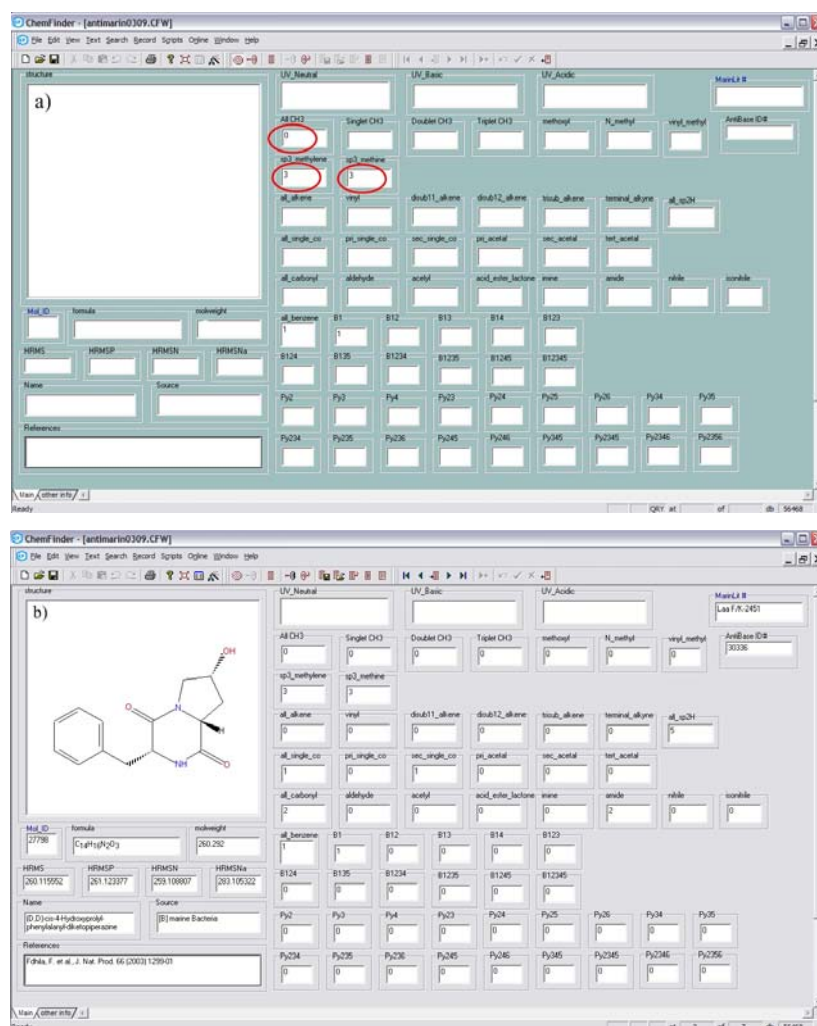 ChemFinder - [antimarin0309.CFW]
File Edit View Text Search Record Scripts Online Window Help
structure UV_Neutral UV_Basic UV_Acidic MarinLit #
a)
All CH3 Singlet CH3 Doublet CH3 Triplet CH3 methoxyl N_methyl vinyl_methyl AntiBase ID#
0
sp3_methylene sp3_methine
3 3
all_alkene vinyl disub11_alkene disub12_alkene trisub_alkene terminal_alkyne all_sp2H
all_single_co pri_single_co sec_single_co pri_acetal sec_acetal tert_acetal
all_carbonyl aldehyde acetyl acid_ester_lactone imine amide nitrile isonitrile
Mol_ID formula molweight all_benzene B1 B12 B13 B14 B123
1 1
HRMS HRMSP HRMSN HRMSNa B124 B135 B1234 B1235 B1245 B12345
Name Source Py2 Py3 Py4 Py23 Py24 Py25 Py26 Py34 Py35
References Py234 Py235 Py236 Py245 Py246 Py345 Py2345 Py2346 Py2356
Main other info
Ready QRY at of db 56468
ChemFinder - [antimarin0309.CFW]
File Edit View Text Search Record Scripts Online Window Help
structure UV_Neutral UV_Basic UV_Acidic MarinLit #
b) Laa F/K-2451
All CH3 Singlet CH3 Doublet CH3 Triplet CH3 methoxyl N_methyl vinyl_methyl AntiBase ID#
0 0 0 0 0 0 0 30336
sp3_methylene sp3_methine
3 3
OH
O N
H
NH O
all_alkene vinyl disub11_alkene disub12_alkene trisub_alkene terminal_alkyne all_sp2H
0 0 0 0 0 0 5
all_single_co pri_single_co sec_single_co pri_acetal sec_acetal tert_acetal
1 0 1 0 0 0
all_carbonyl aldehyde acetyl acid_ester_lactone imine amide nitrile isonitrile
2 0 0 0 0 2 0 0
Mol_ID formula molweight all_benzene B1 B12 B13 B14 B123
27798 C14H16N2O3 260.292 1 1 0 0 0 0
HRMS HRMSP HRMSN HRMSNa B124 B135 B1234 B1235 B1245 B12345
260.115952 261.123377 259.108807 283.105322 0 0 0 0 0 0
Name Source Py2 Py3 Py4 Py23 Py24 Py25 Py26 Py34 Py35
(D,D)-cis-4-Hydroxyprolyl- [B] marine Bacteria 0 0 0 0 0 0 0 0 0
phenylalanyl-diketopiperazine
References Py234 Py235 Py236 Py245 Py246 Py345 Py2345 Py2346 Py2356
Fdhila, F. et al., J. Nat. Prod. 66 (2003) 1299-01 0 0 0 0 0 0 0 0 0
Main other info